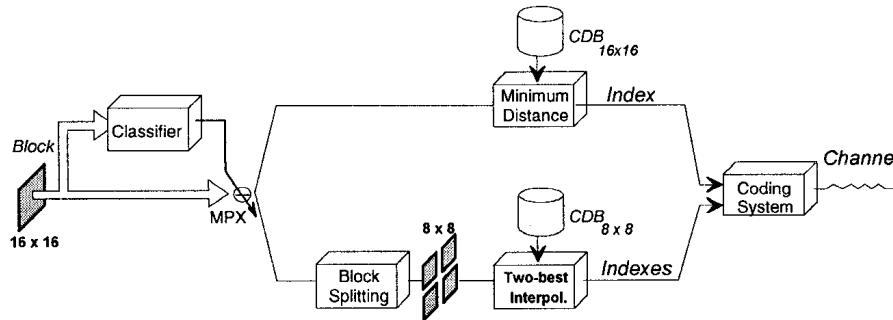 CDB 16x16
Minimum
Distance
Index
Block
Classifier
16 x 16
MPX
Channe
Coding
System
8 x 8
CDB 8 x 8
Block
Splitting
Two-best
Interpol.
Indexes